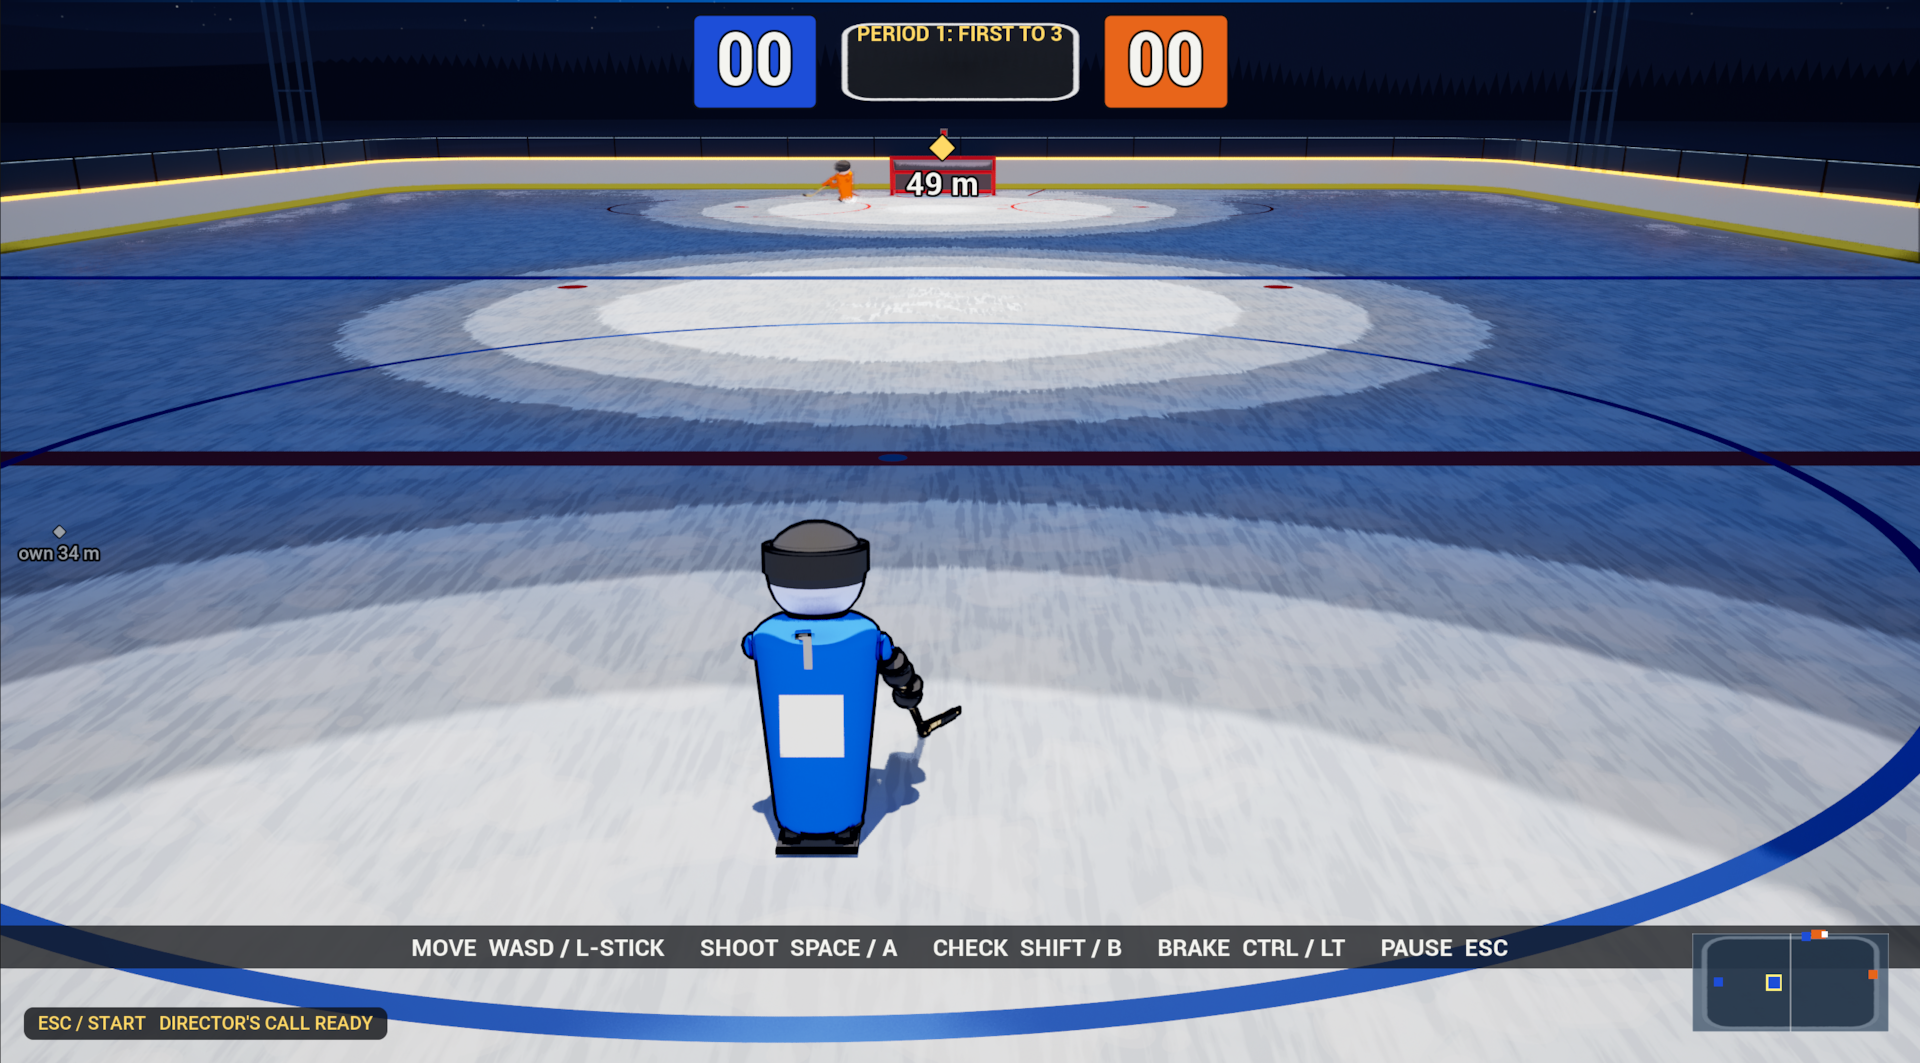 00
PERIOD 1: FIRST TO 3
00
49 m
own 34 m
1
MOVE WASD / L-STICK SHOOT SPACE / A CHECK SHIFT / B BRAKE CTRL / LT PAUSE ESC
ESC / START DIRECTOR'S CALL READY